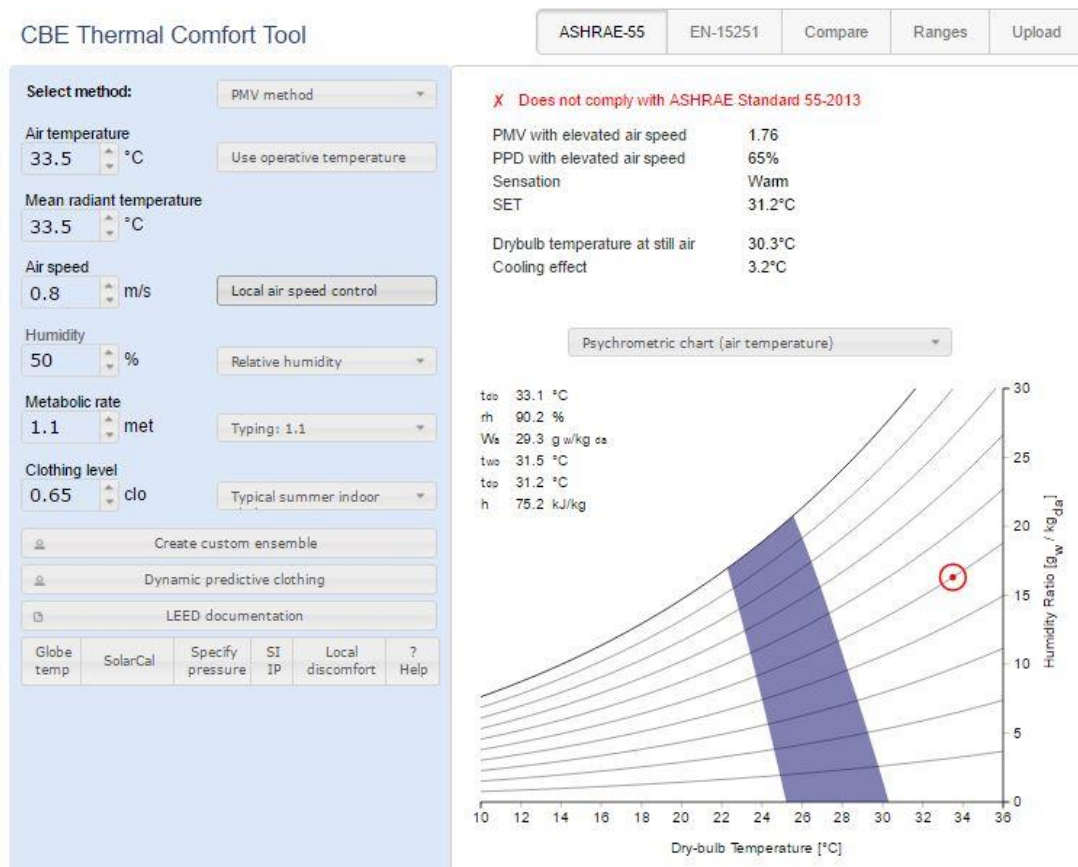 CBE Thermal Comfort Tool
ASHRAE-55 EN-15251 Compare Ranges Upload
Select method: PMV method
Air temperature
33.5 °C Use operative temperature
Mean radiant temperature
33.5 °C
Air speed
0.8 m/s Local air speed control
Humidity
50 % Relative humidity
Metabolic rate
1.1 met Typing: 1.1
Clothing level
0.65 clo Typical summer indoor
Create custom ensemble
Dynamic predictive clothing
LEED documentation
Globe temp SolarCal Specify pressure SI IP Local discomfort ? Help
✗ Does not comply with ASHRAE Standard 55-2013
PMV with elevated air speed 1.76
PPD with elevated air speed 65%
Sensation Warm
SET 31.2°C
Drybulb temperature at still air 30.3°C
Cooling effect 3.2°C
Psychrometric chart (air temperature)
tdb 33.1 °C
rh 90.2 %
Wa 29.3 g w/kg da
twb 31.5 °C
tdp 31.2 °C
h 75.2 kJ/kg
30
25
20
15
10
5
0
Humidity Ratio [gw / kgda]
10 12 14 16 18 20 22 24 26 28 30 32 34 36
Dry-bulb Temperature [°C]